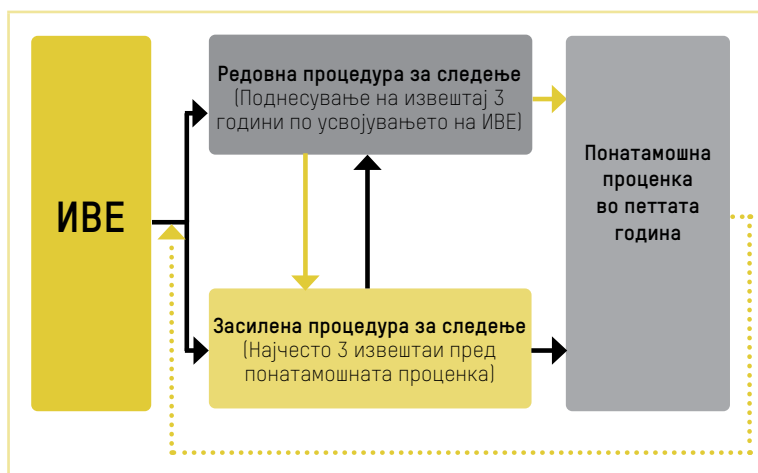 ИВЕ
Редовна процедура за следење
(Поднесување на извештај 3
години по усвојувањето на ИВЕ)
Засилена процедура за следење
(Најчесто 3 извештаи пред
понатамошната проценка)
Понатамошна
проценка
во петтата
година